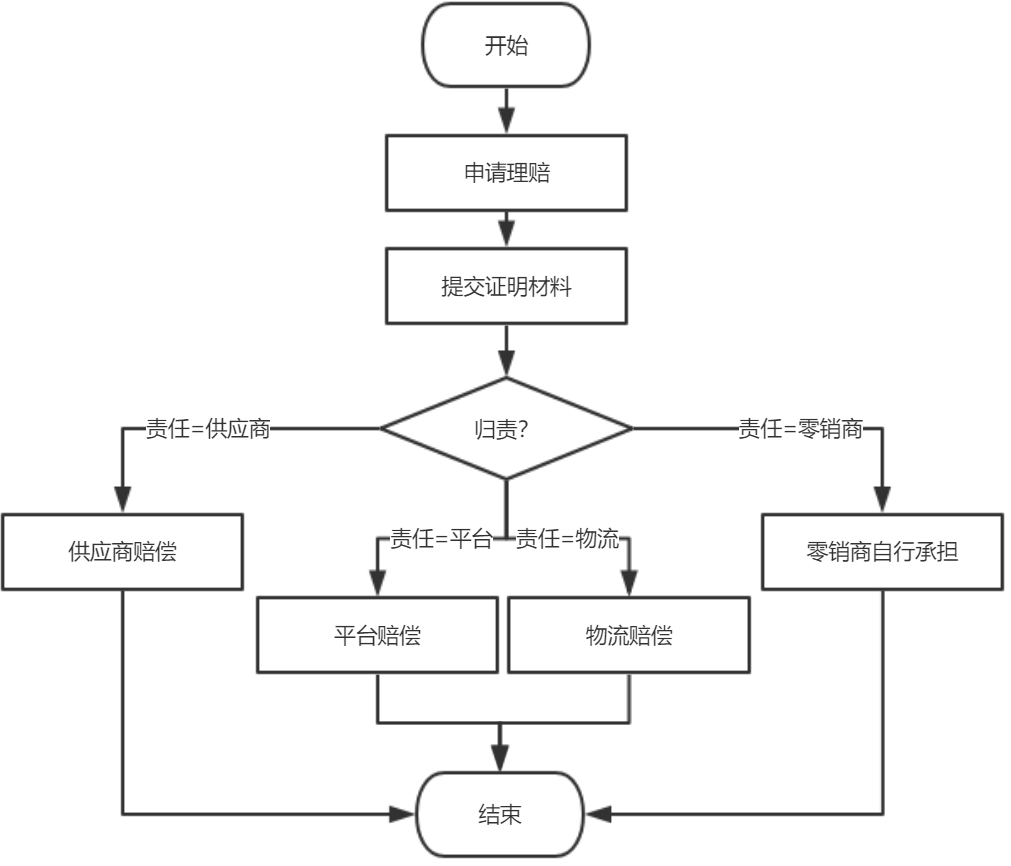 开始
申请理赔
提交证明材料
责任=供应商
归责?
责任=零销商
责任=平台
责任=物流
供应商赔偿
零销商自行承担
平台赔偿
物流赔偿
结束